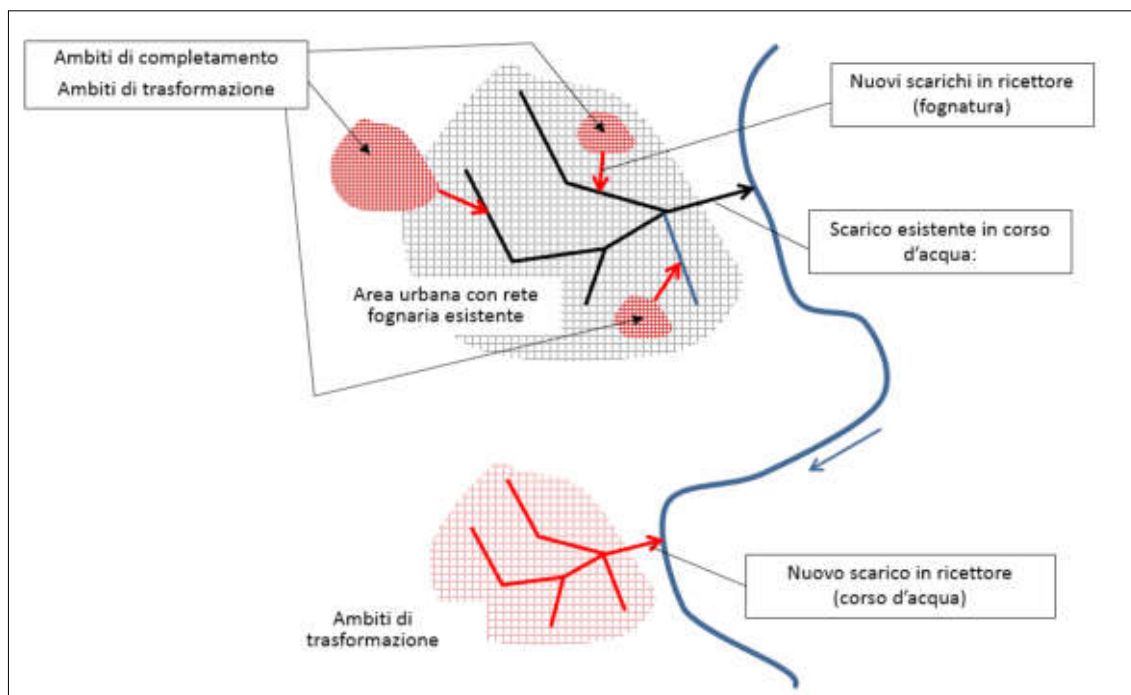 Ambiti di completamento
Ambiti di trasformazione
Nuovi scarichi in ricettore
(fognatura)
Scarico esistente in corso
d'acqua:
Area urbana con rete
fognaria esistente
Nuovo scarico in ricettore
(corso d'acqua)
Ambiti di
trasformazione